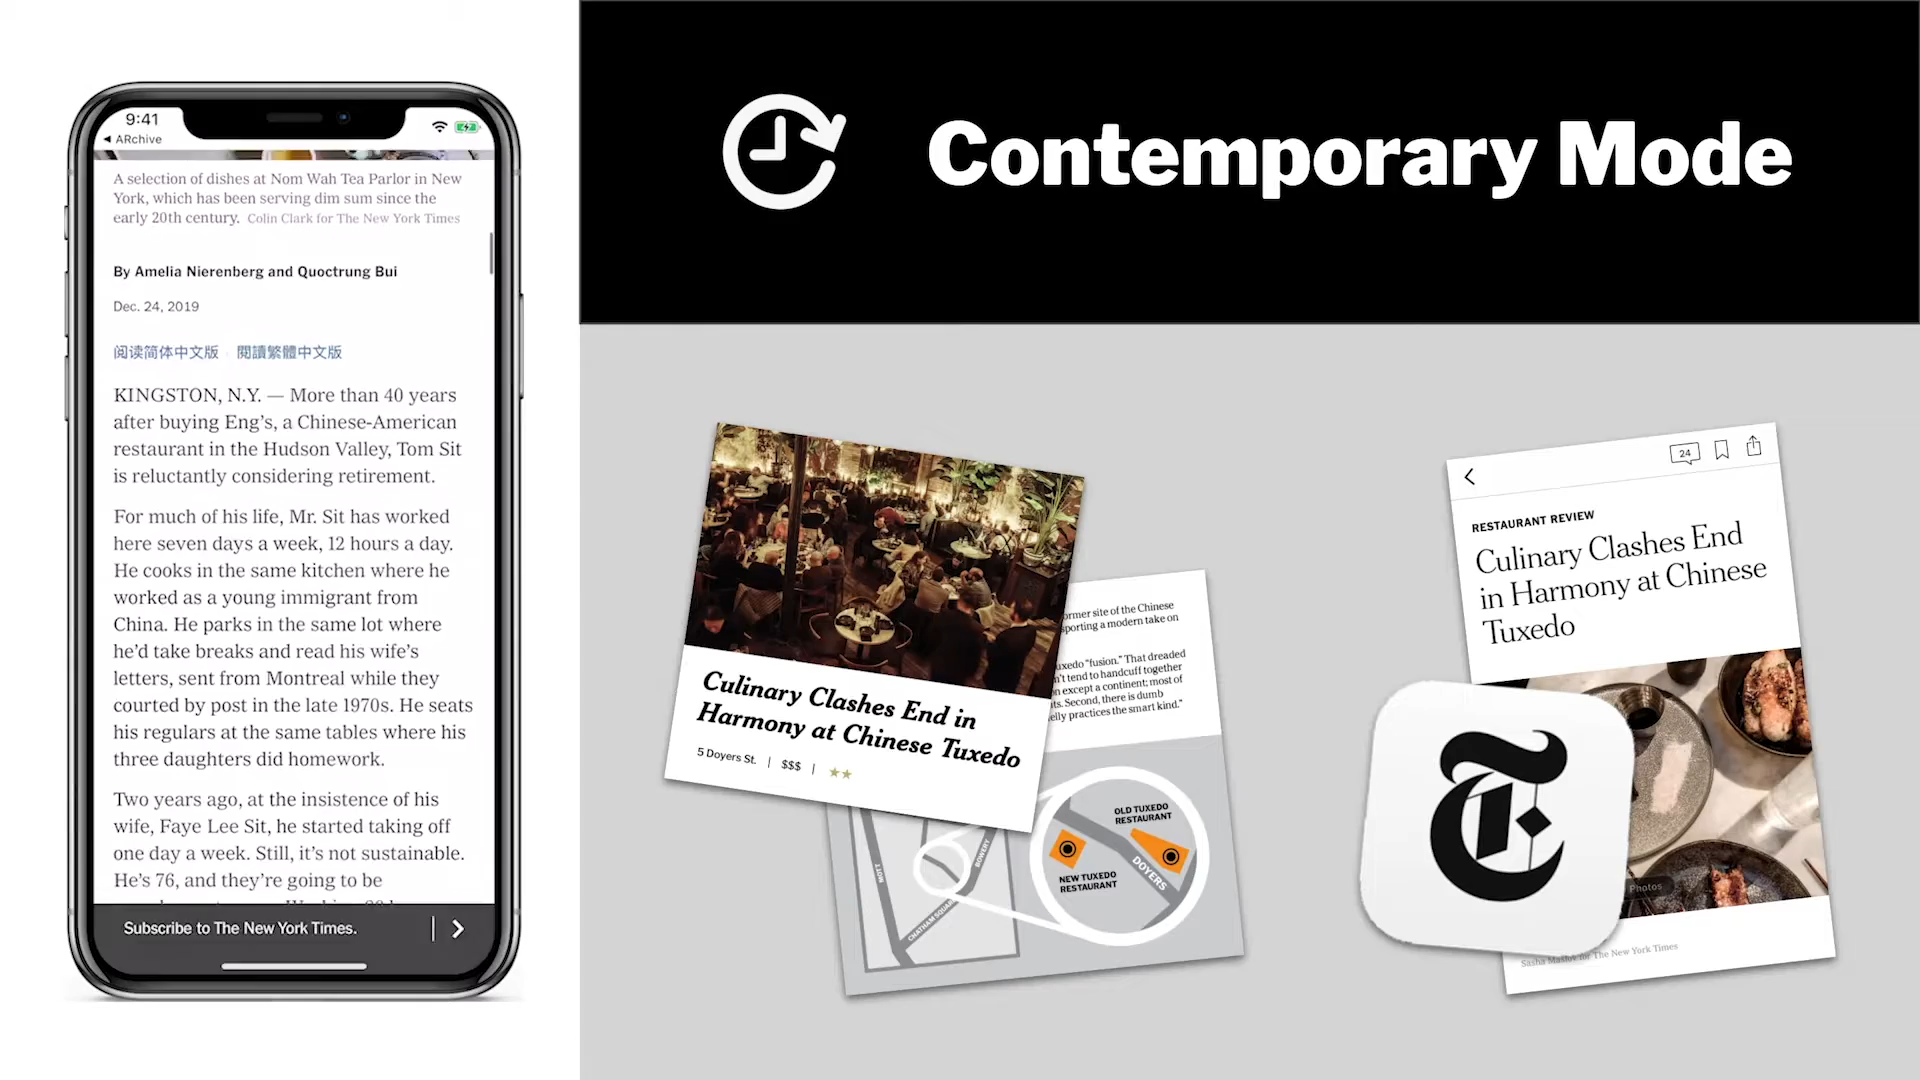 9:41
ARchive
A selection of dishes at Nom Wah Tea Parlor in New
York, which has been serving dim sum since the
early 20th century. Colin Clark for The New York Times
By Amelia Nierenberg and Quoctrung Bui
Dec. 24, 2019
阅读简体中文版 閱讀繁體中文版
KINGSTON, N.Y. — More than 40 years
after buying Eng’s, a Chinese-American
restaurant in the Hudson Valley, Tom Sit
is reluctantly considering retirement.
For much of his life, Mr. Sit has worked
here seven days a week, 12 hours a day.
He cooks in the same kitchen where he
worked as a young immigrant from
China. He parks in the same lot where
he’d take breaks and read his wife’s
letters, sent from Montreal while they
courted by post in the late 1970s. He seats
his regulars at the same tables where his
three daughters did homework.
Two years ago, at the insistence of his
wife, Faye Lee Sit, he started taking off
one day a week. Still, it’s not sustainable.
He’s 76, and they’re going to be
Subscribe to The New York Times.
Contemporary Mode
Culinary Clashes End in
Harmony at Chinese Tuxedo
5 Doyers St. | $$$ | ★★
site of the Chinese
a modern take on
“fusion.” That dreaded
tend to handcuff together
except a continent; most of
Second, there is dumb
practices the smart kind.”
MOTT
BOWERY
CHATHAM SQUARE
OLD TUXEDO
RESTAURANT
NEW TUXEDO
RESTAURANT
DOYERS
24
RESTAURANT REVIEW
Culinary Clashes End
in Harmony at Chinese
Tuxedo
Photos
Sasha Maslov for The New York Times